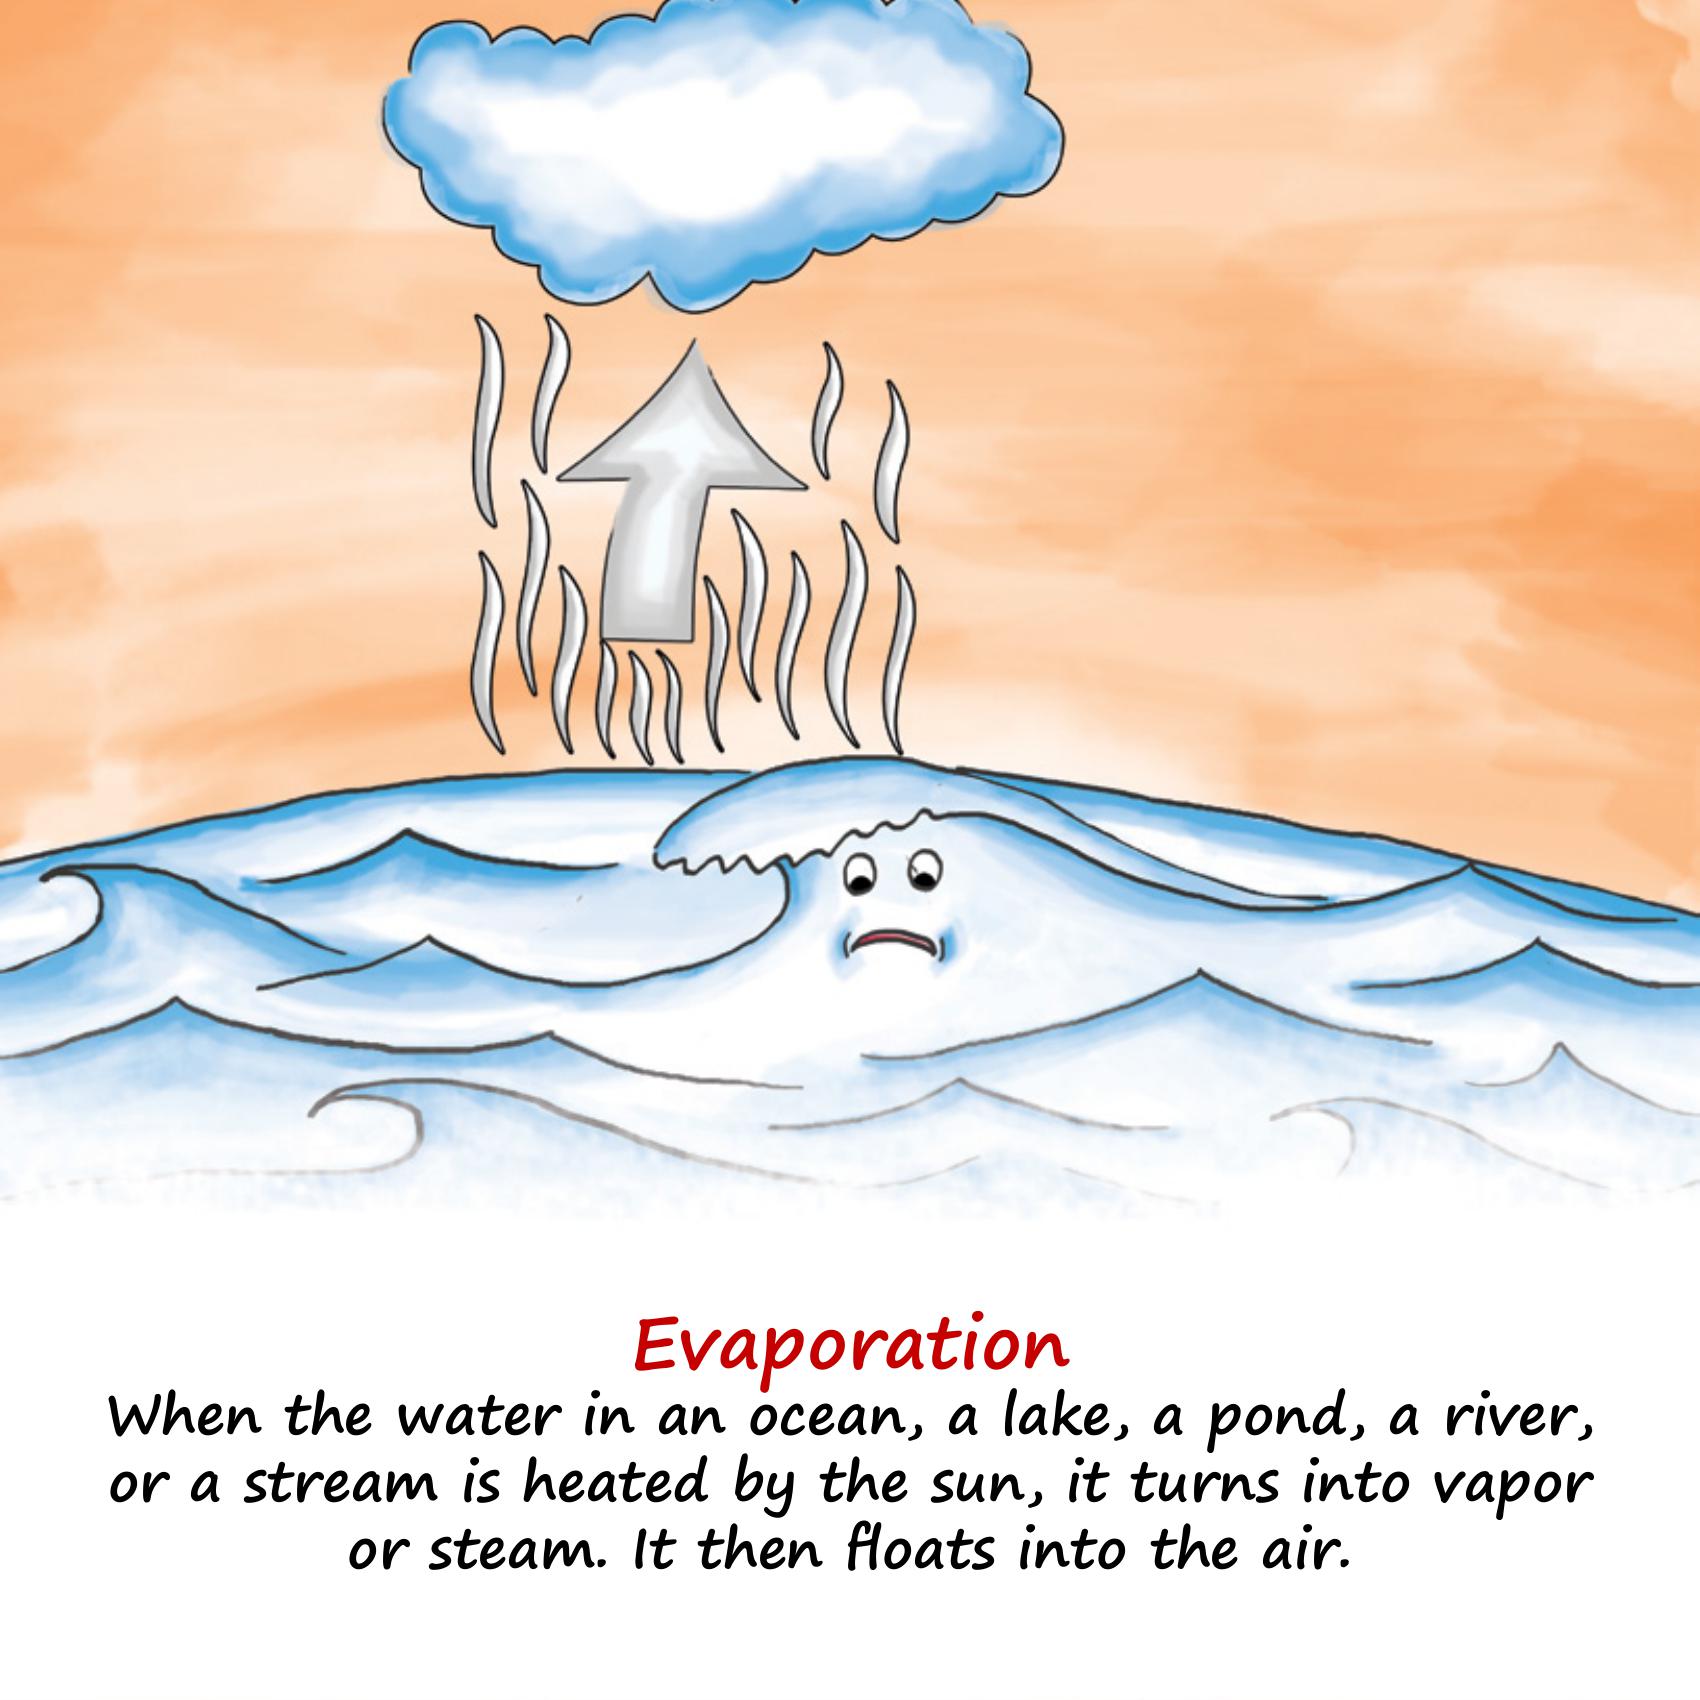 Evaporation
When the water in an ocean, a lake, a pond, a river,
or a stream is heated by the sun, it turns into vapor
or steam. It then floats into the air.